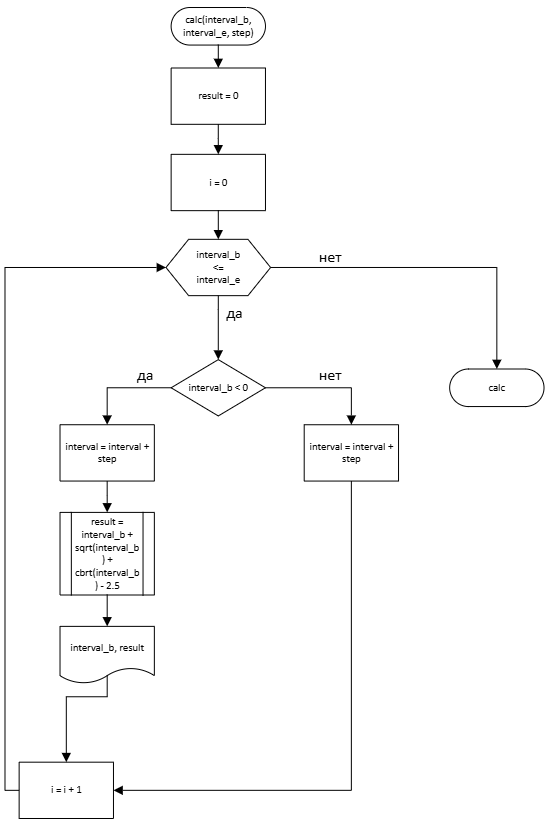 calc(interval_b,
interval_e, step)
result = 0
i = 0
interval_b
<=
interval_e
нет
да
calc
interval_b < 0
да
нет
interval = interval +
step
interval = interval +
step
result =
interval_b +
sqrt(interval_b
) +
cbrt(interval_b
) - 2.5
interval_b, result
i = i + 1